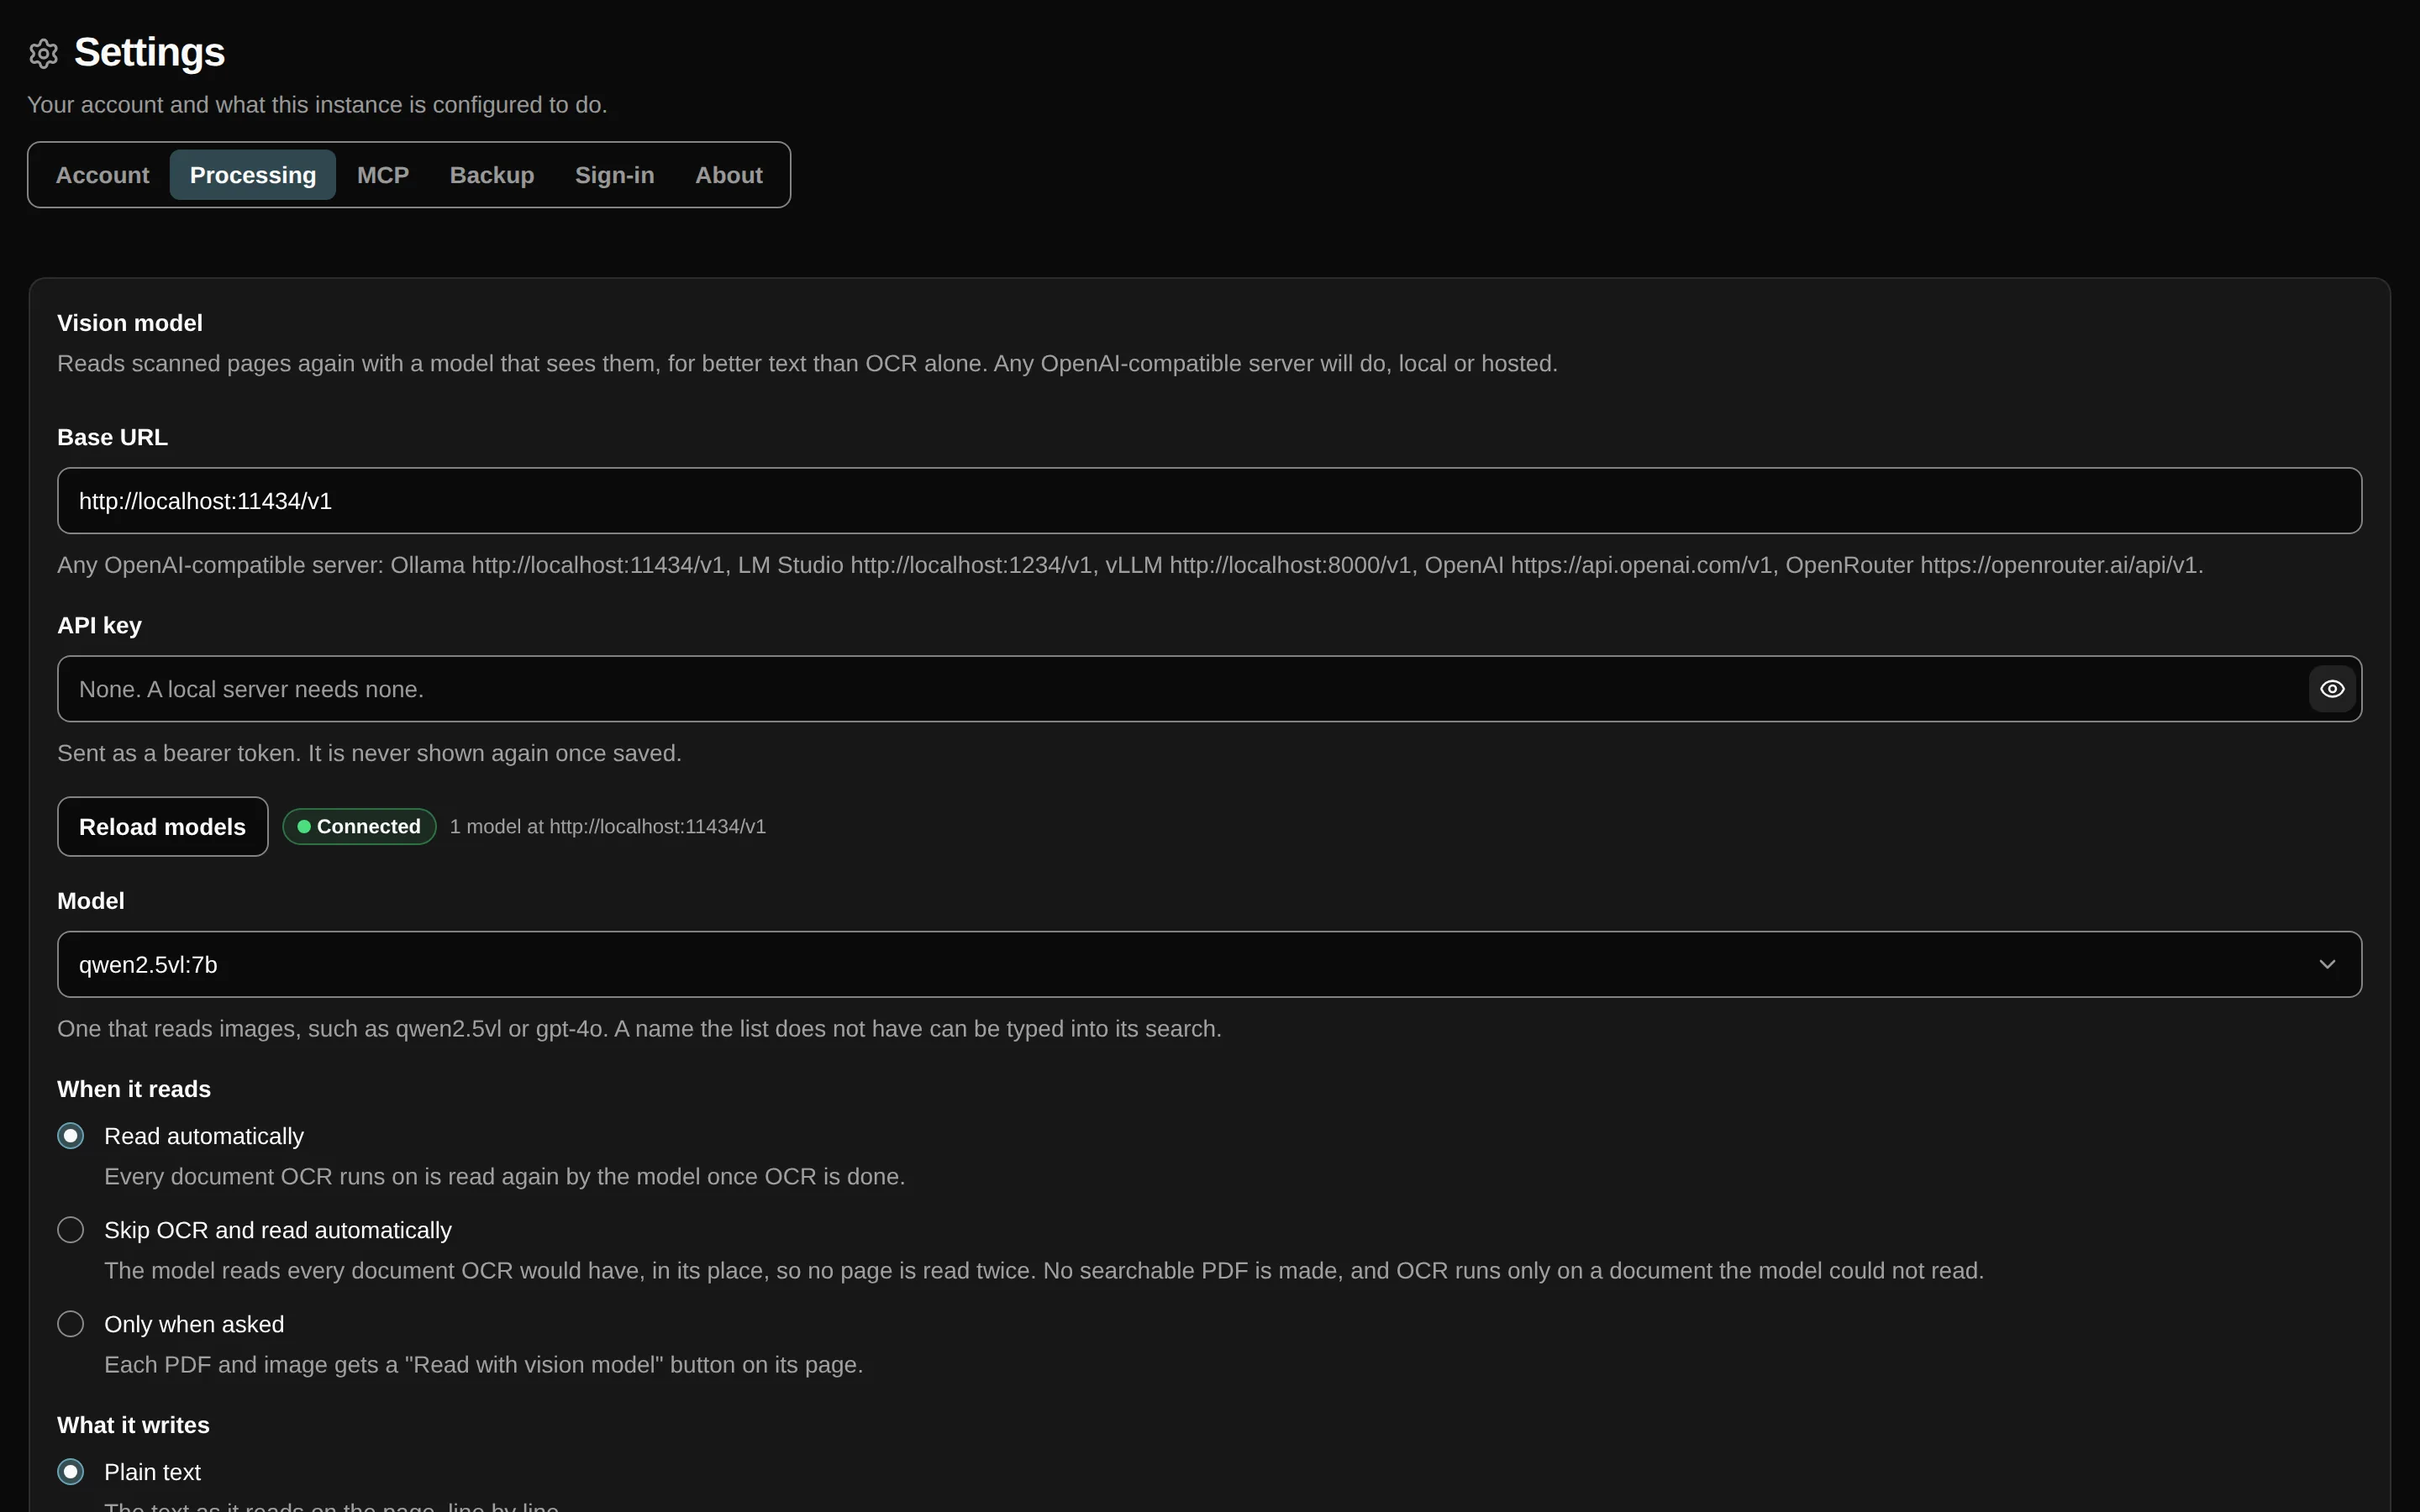 Settings
Your account and what this instance is configured to do.
Account Processing MCP Backup Sign-in About
Vision model
Reads scanned pages again with a model that sees them, for better text than OCR alone. Any OpenAI-compatible server will do, local or hosted.
Base URL
http://localhost:11434/v1
Any OpenAI-compatible server: Ollama http://localhost:11434/v1, LM Studio http://localhost:1234/v1, vLLM http://localhost:8000/v1, OpenAI https://api.openai.com/v1, OpenRouter https://openrouter.ai/api/v1.
API key
None. A local server needs none.
Sent as a bearer token. It is never shown again once saved.
Reload models Connected 1 model at http://localhost:11434/v1
Model
qwen2.5vl:7b
One that reads images, such as qwen2.5vl or gpt-4o. A name the list does not have can be typed into its search.
When it reads
Read automatically
Every document OCR runs on is read again by the model once OCR is done.
Skip OCR and read automatically
The model reads every document OCR would have, in its place, so no page is read twice. No searchable PDF is made, and OCR runs only on a document the model could not read.
Only when asked
Each PDF and image gets a "Read with vision model" button on its page.
What it writes
Plain text
The text as it reads on the page, line by line.